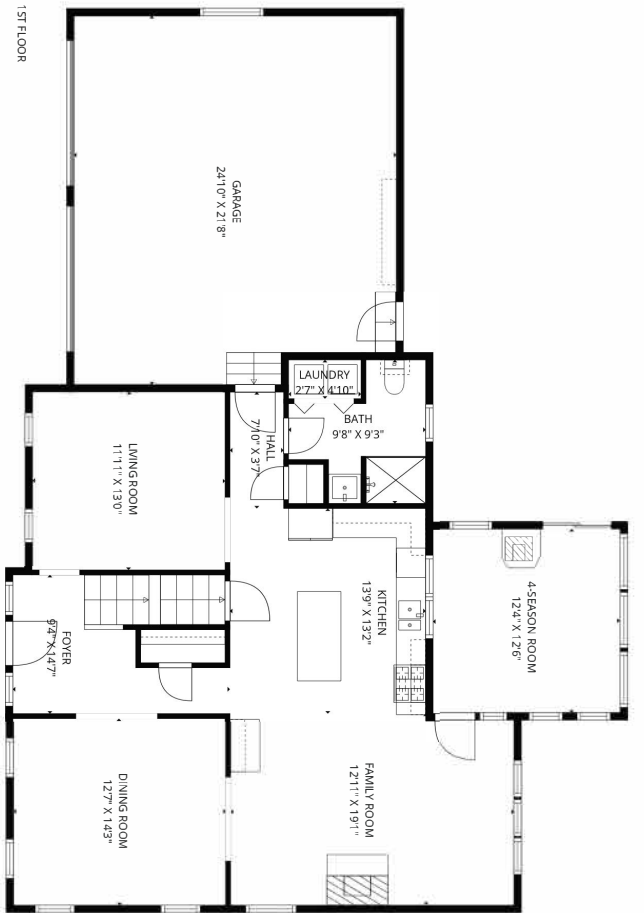 1ST FLOOR
GARAGE
24'10" X 21'8"
LAUNDRY
2'7" X 4'10"
BATH
9'8" X 9'3"
HALL
7'10" X 3'7"
LIVING ROOM
11'11" X 13'0"
KITCHEN
13'9" X 13'2"
4-SEASON ROOM
12'4" X 12'6"
FOYER
9'4" X 14'7"
DINING ROOM
12'7" X 14'3"
FAMILY ROOM
12'11" X 19'1"